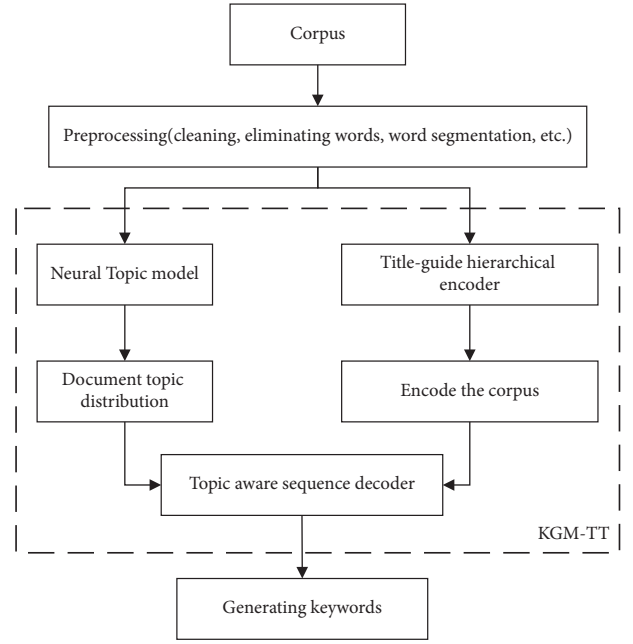 Corpus
Preprocessing(cleaning, eliminating words, word segmentation, etc.)
Neural Topic model
Title-guide hierarchical
encoder
Document topic
distribution
Encode the corpus
Topic aware sequence decoder
KGM-TT
Generating keywords